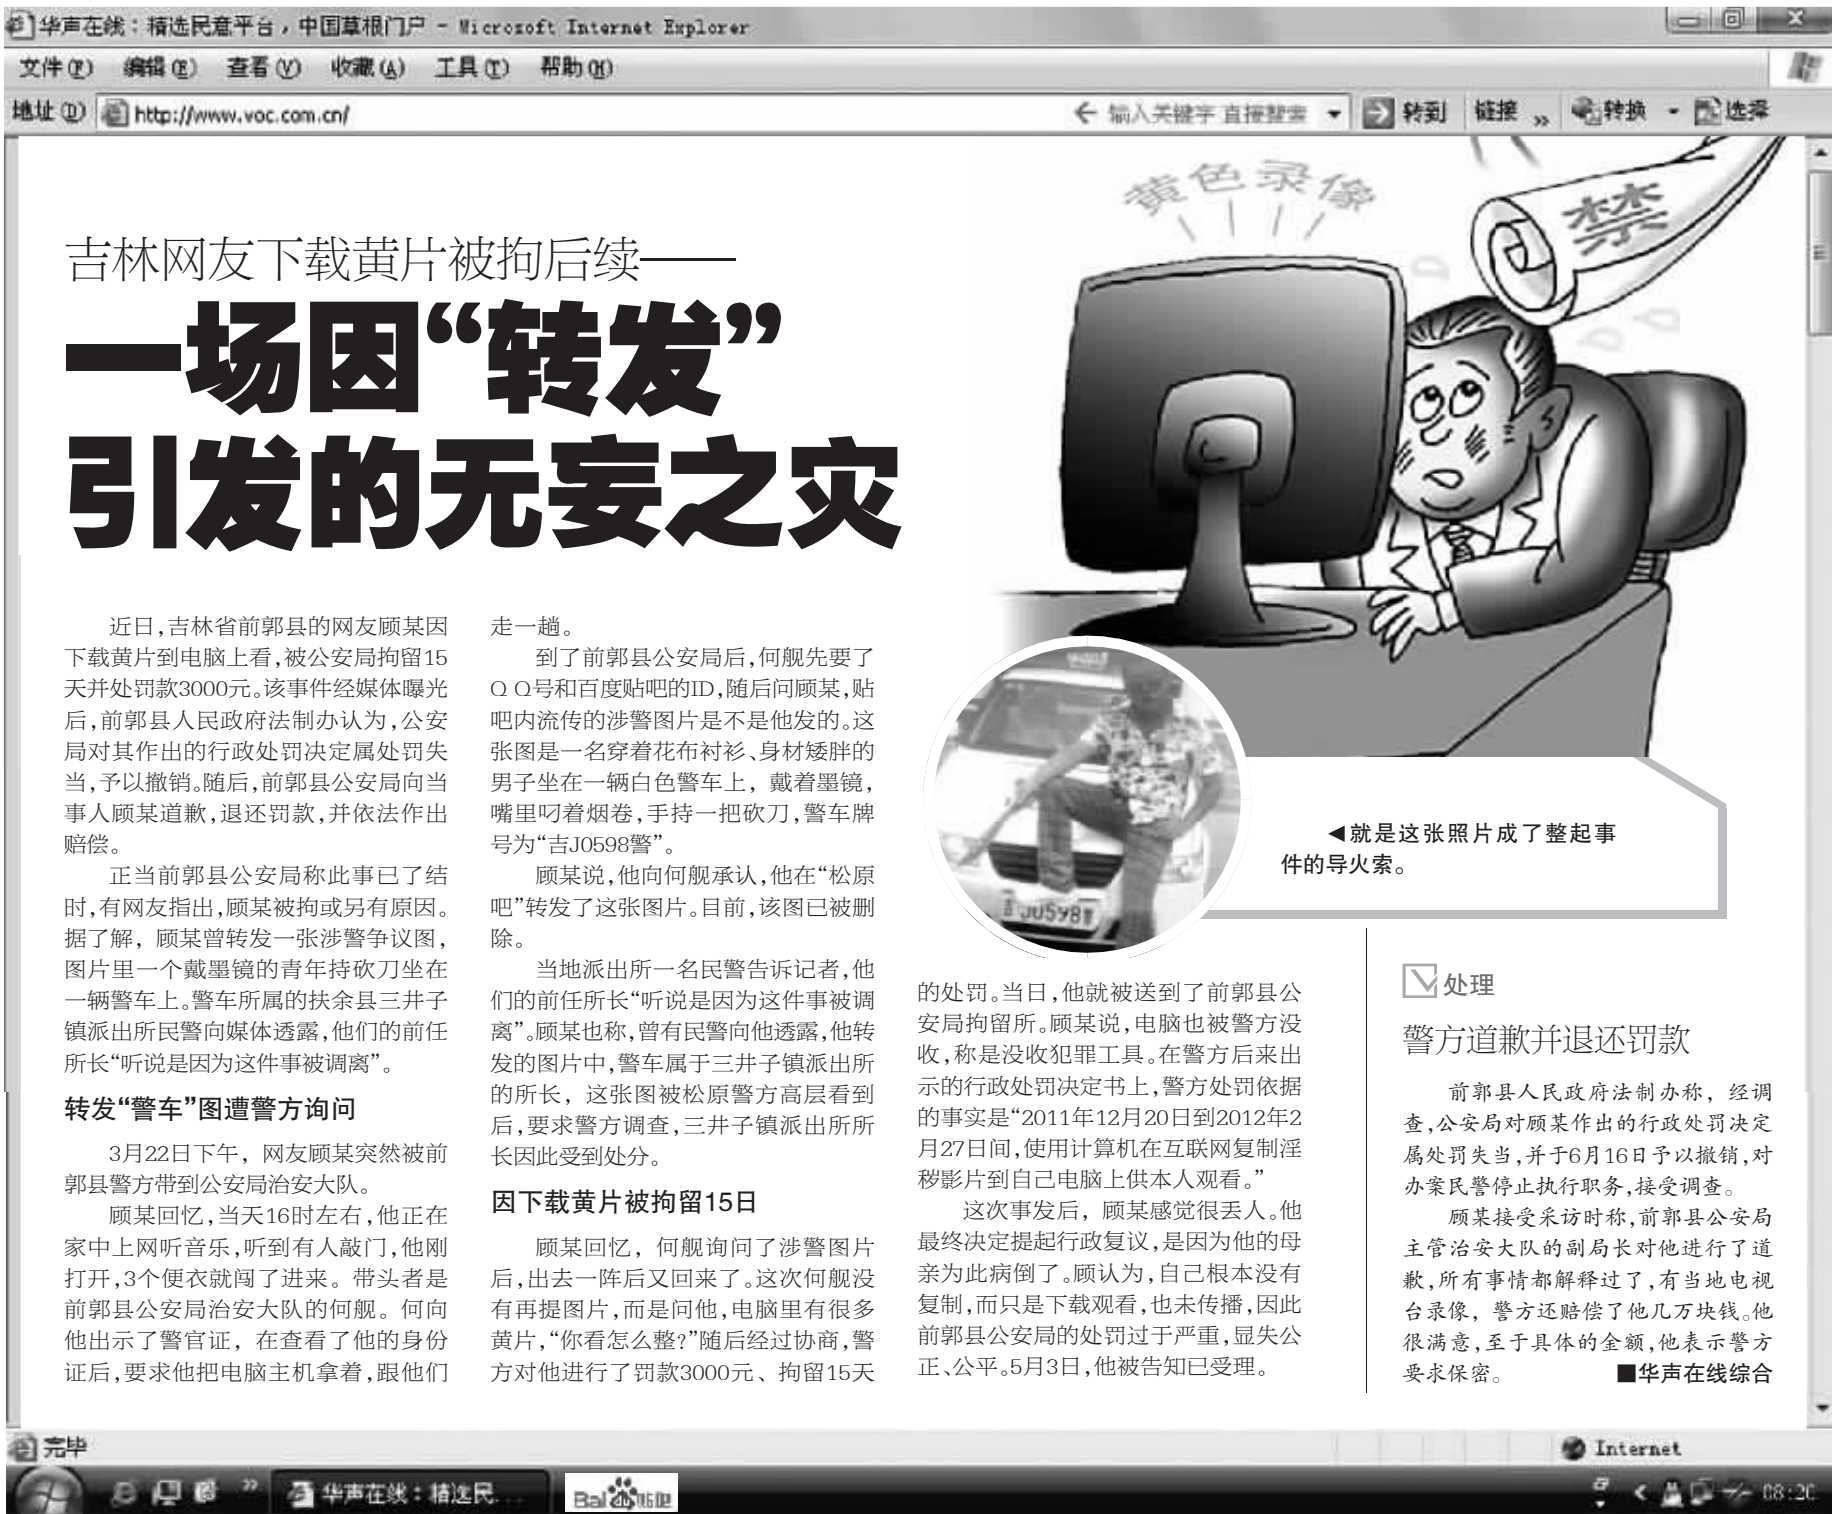 华声在线：精选民意平台，中国草根门户 - Microsoft Internet Explorer
文件(F) 编辑(E) 查看(V) 收藏(A) 工具(T) 帮助(H)
地址(D) http://www.voc.com.cn/ 输入关键字 直接搜索 转到 链接 » 转换 选择
黄色录像
禁
吉林网友下载黄片被拘后续——
一场因“转发”
引发的无妄之灾
近日,吉林省前郭县的网友顾某因
下载黄片到电脑上看,被公安局拘留15
天并处罚款3000元。该事件经媒体曝光
后,前郭县人民政府法制办认为,公安
局对其作出的行政处罚决定属处罚失
当,予以撤销。随后,前郭县公安局向当
事人顾某道歉,退还罚款,并依法作出
赔偿。
正当前郭县公安局称此事已了结
时,有网友指出,顾某被拘或另有原因。
据了解，顾某曾转发一张涉警争议图，
图片里一个戴墨镜的青年持砍刀坐在
一辆警车上。警车所属的扶余县三井子
镇派出所民警向媒体透露,他们的前任
所长“听说是因为这件事被调离”。
转发“警车”图遭警方询问
3月22日下午，网友顾某突然被前
郭县警方带到公安局治安大队。
顾某回忆,当天16时左右,他正在
家中上网听音乐,听到有人敲门,他刚
打开,3个便衣就闯了进来。带头者是
前郭县公安局治安大队的何舰。何向
他出示了警官证，在查看了他的身份
证后,要求他把电脑主机拿着,跟他们
走一趟。
到了前郭县公安局后,何舰先要了
Q Q号和百度贴吧的ID,随后问顾某,贴
吧内流传的涉警图片是不是他发的。这
张图是一名穿着花布衬衫、身材矮胖的
男子坐在一辆白色警车上，戴着墨镜，
嘴里叼着烟卷,手持一把砍刀,警车牌
号为“吉J0598警”。
顾某说,他向何舰承认,他在“松原
吧”转发了这张图片。目前,该图已被删
除。
当地派出所一名民警告诉记者,他
们的前任所长“听说是因为这件事被调
离”。顾某也称,曾有民警向他透露,他转
发的图片中,警车属于三井子镇派出所
的所长，这张图被松原警方高层看到
后,要求警方调查,三井子镇派出所所
长因此受到处分。
因下载黄片被拘留15日
顾某回忆，何舰询问了涉警图片
后,出去一阵后又回来了。这次何舰没
有再提图片,而是问他,电脑里有很多
黄片,“你看怎么整?”随后经过协商,警
方对他进行了罚款3000元、拘留15天
◀就是这张照片成了整起事
件的导火索。
的处罚。当日,他就被送到了前郭县公
安局拘留所。顾某说,电脑也被警方没
收,称是没收犯罪工具。在警方后来出
示的行政处罚决定书上,警方处罚依据
的事实是“2011年12月20日到2012年2
月27日间,使用计算机在互联网复制淫
秽影片到自己电脑上供本人观看。”
这次事发后，顾某感觉很丢人。他
最终决定提起行政复议,是因为他的母
亲为此病倒了。顾认为,自己根本没有
复制,而只是下载观看,也未传播,因此
前郭县公安局的处罚过于严重,显失公
正、公平。5月3日,他被告知已受理。
处理
警方道歉并退还罚款
前郭县人民政府法制办称，经调
查,公安局对顾某作出的行政处罚决定
属处罚失当,并于6月16日予以撤销,对
办案民警停止执行职务,接受调查。
顾某接受采访时称,前郭县公安局
主管治安大队的副局长对他进行了道
歉,所有事情都解释过了,有当地电视
台录像，警方还赔偿了他几万块钱。他
很满意,至于具体的金额,他表示警方
要求保密。 ■华声在线综合
完毕 Internet
华声在线：精选民... Bai du 贴吧 08:20